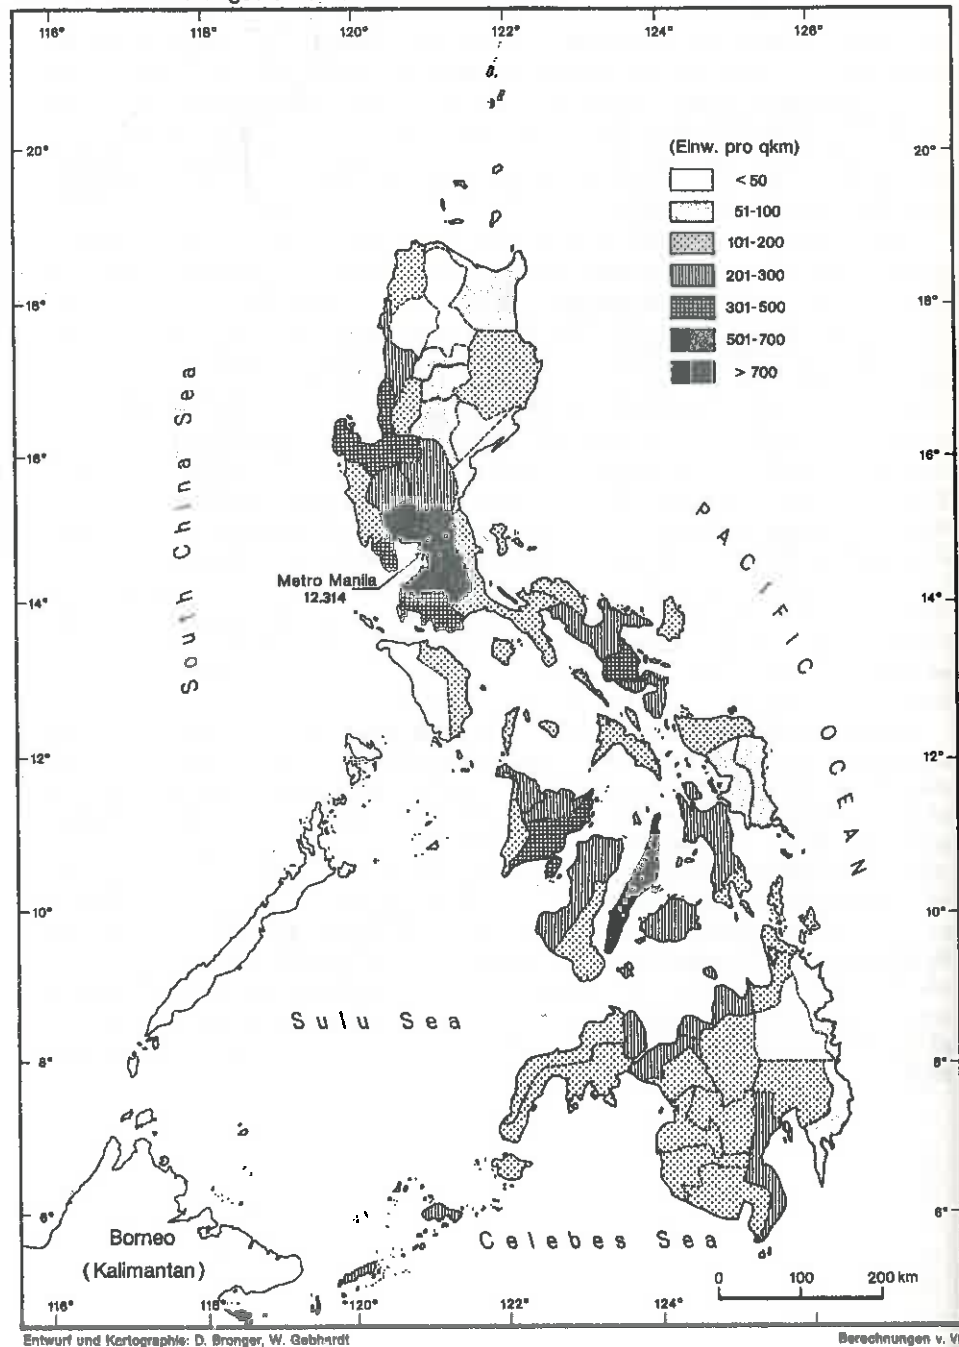 116° 118° 120° 122° 124° 126°
20° 20°
(Einw. pro qkm)
< 50
51-100
101-200
201-300
301-500
501-700
> 700
18° 18°
South China Sea
16° 16°
PACIFIC OCEAN
Metro Manila
12.314
14° 14°
12° 12°
10° 10°
Sulu Sea
8° 8°
6° 6°
Borneo
(Kalimantan)
Celebes Sea
0 100 200 km
116° 118° 120° 122° 124°
Entwurf und Kartographie: D. Bronger, W. Gebhardt
Berechnungen v.